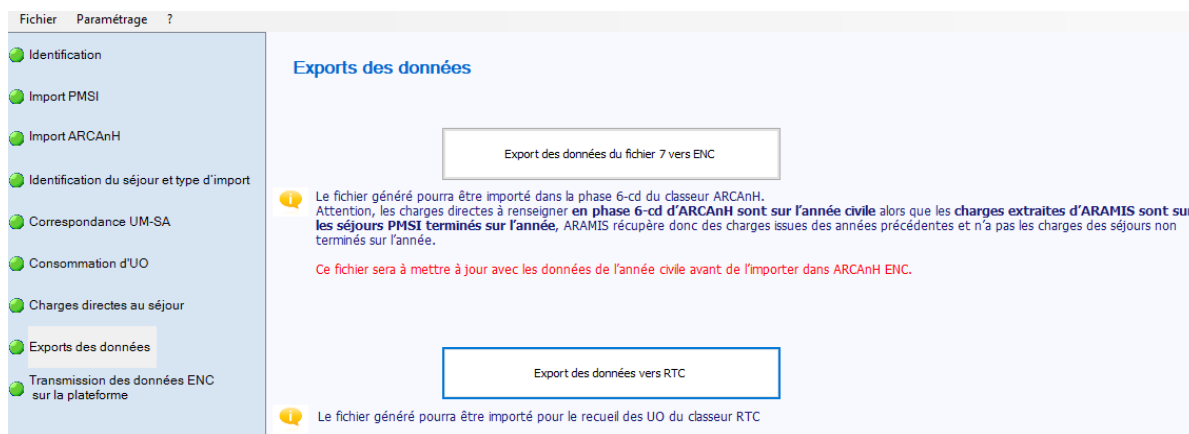 Fichier Paramétrage ?
Identification
Import PMSI
Import ARCAnH
Identification du séjour et type d'import
Correspondance UM-SA
Consommation d'UO
Charges directes au séjour
Exports des données
Transmission des données ENC
sur la plateforme
Exports des données
Export des données du fichier 7 vers ENC
Le fichier généré pourra être importé dans la phase 6-cd du classeur ARCAnH.
Attention, les charges directes à renseigner en phase 6-cd d'ARCAnH sont sur l'année civile alors que les charges extraites d'ARAMIS sont sur
les séjours PMSI terminés sur l'année, ARAMIS récupère donc des charges issues des années précédentes et n'a pas les charges des séjours non
terminés sur l'année.
Ce fichier sera à mettre à jour avec les données de l'année civile avant de l'importer dans ARCAnH ENC.
Export des données vers RTC
Le fichier généré pourra être importé pour le recueil des UO du classeur RTC